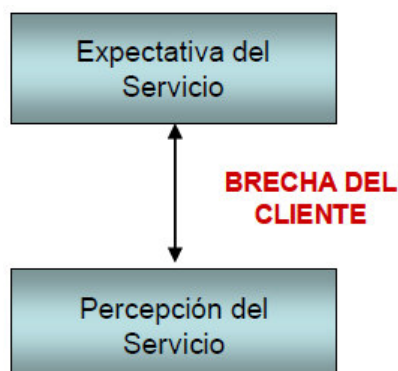 Expectativa del
Servicio
BRECHA DEL
CLIENTE
Percepción del
Servicio